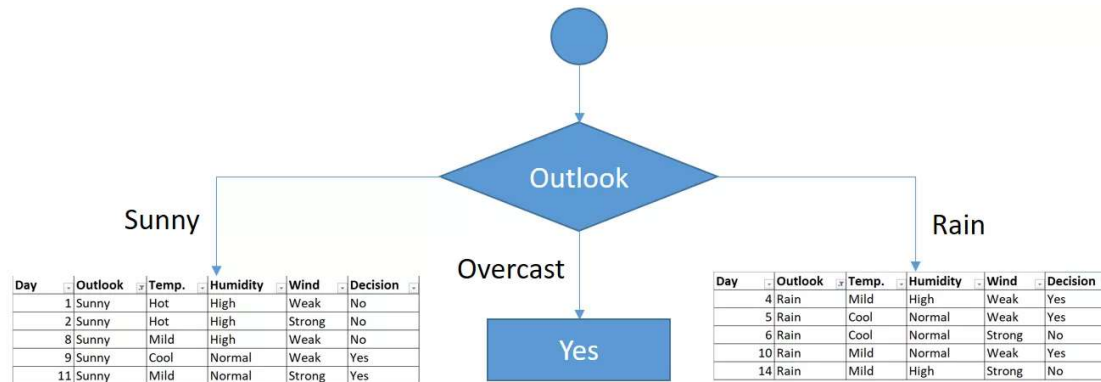 Outlook
Sunny
Rain
Overcast
Yes
Day Outlook Temp. Humidity Wind Decision
1 Sunny Hot High Weak No
2 Sunny Hot High Strong No
8 Sunny Mild High Weak No
9 Sunny Cool Normal Weak Yes
11 Sunny Mild Normal Strong Yes
Day Outlook Temp. Humidity Wind Decision
4 Rain Mild High Weak Yes
5 Rain Cool Normal Weak Yes
6 Rain Cool Normal Strong No
10 Rain Mild Normal Weak Yes
14 Rain Mild High Strong No